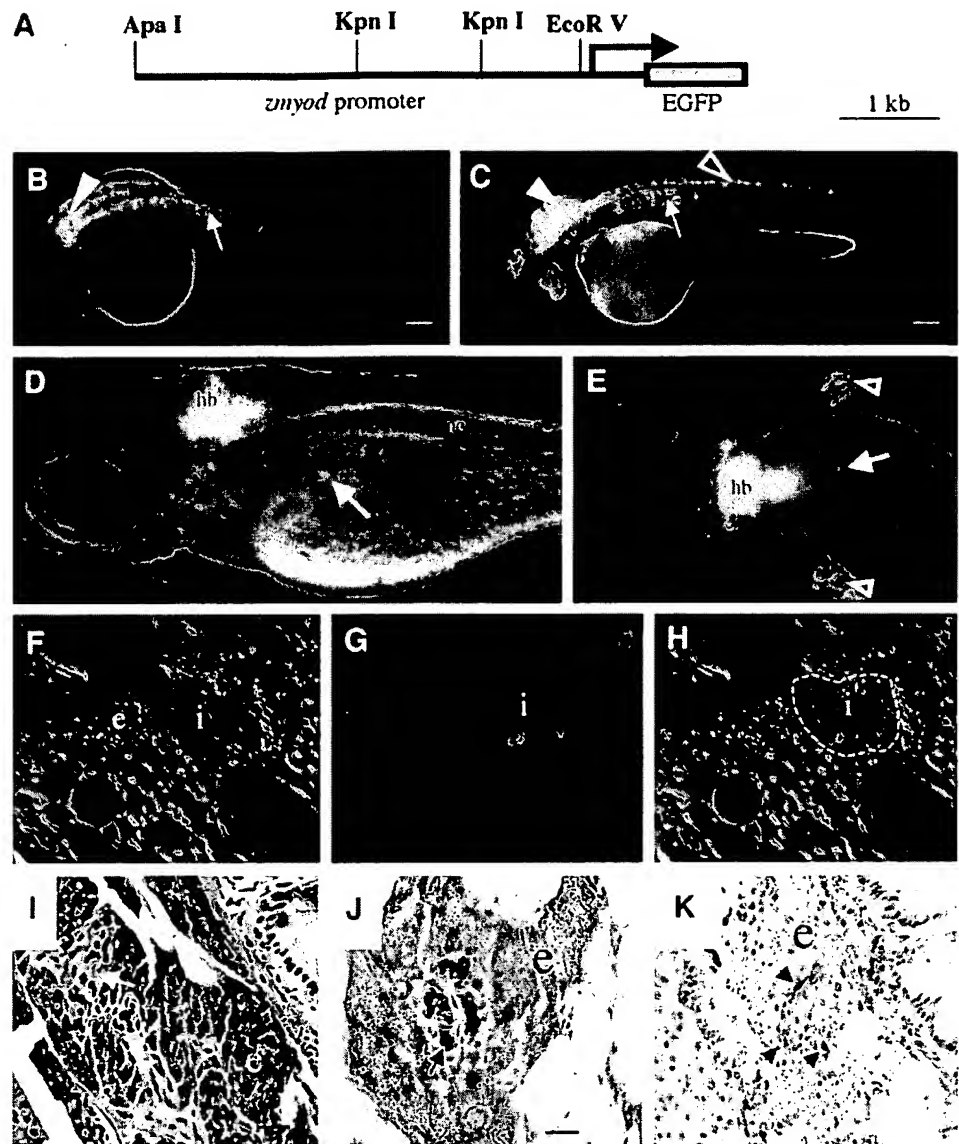 A
Apa I Kpn I Kpn I EcoR V
zmyod promoter EGFP 1 kb
B C
D hb
E hb
F e i
G i
H i
I
J e
K e